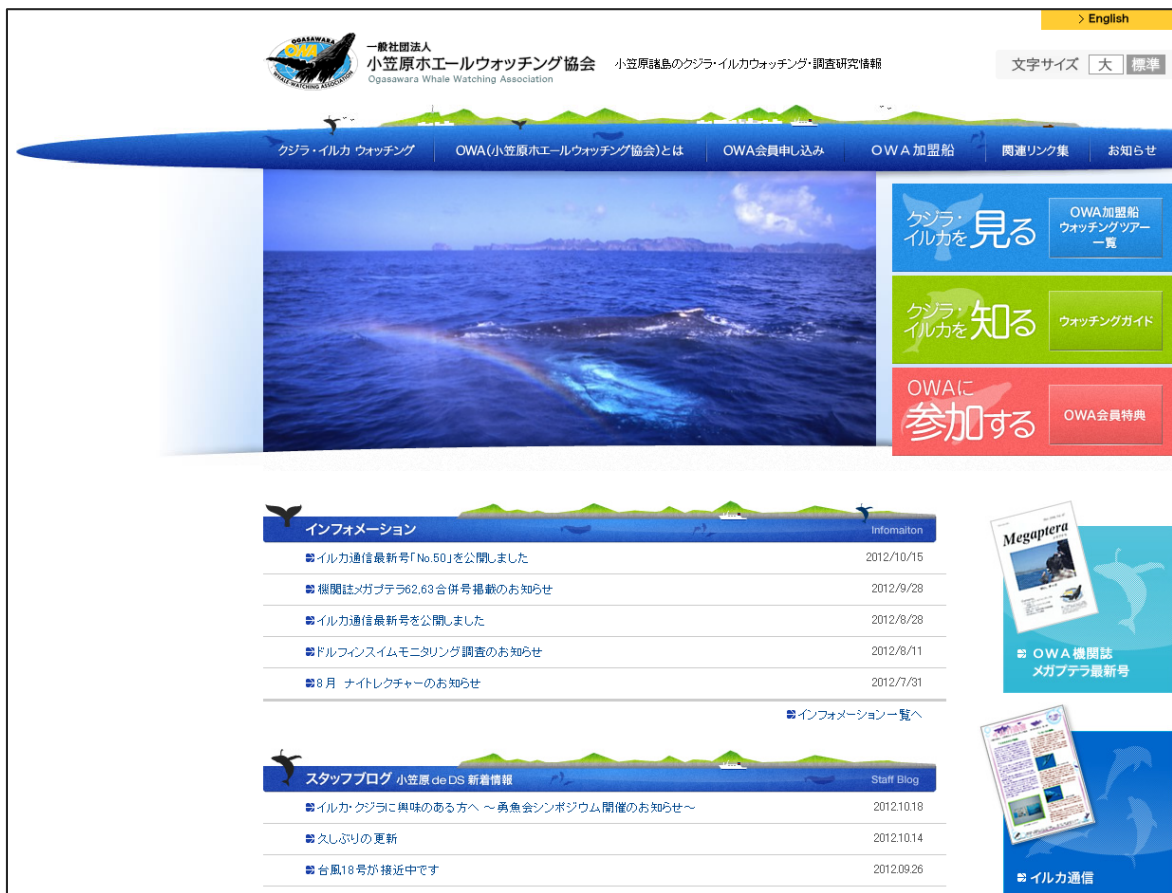 > English
OGASAWARA
OWA
WHALE-WATCHING ASSOCIATION
一般社団法人
小笠原ホエールウォッチング協会
Ogasawara Whale Watching Association
小笠原諸島のクジラ・イルカウォッチング・調査研究情報
文字サイズ 大 標準
クジラ・イルカ ウォッチング
OWA(小笠原ホエールウォッチング協会)とは
OWA会員申し込み
OWA加盟船
関連リンク集
お知らせ
クジラ・
イルカを 見る
OWA加盟船
ウォッチングツアー
一覧
クジラ・
イルカを 知る
ウォッチングガイド
OWAに
参加する
OWA会員特典
インフォメーション Infomaiton
イルカ通信最新号「No.50」を公開しました 2012/10/15
機関誌メガプテラ62,63合併号掲載のお知らせ 2012/9/28
イルカ通信最新号を公開しました 2012/8/28
ドルフィンスイムモニタリング調査のお知らせ 2012/8/11
8月 ナイトレクチャーのお知らせ 2012/7/31
インフォメーション一覧へ
Megaptera
OWA機関誌
メガプテラ最新号
スタッフブログ 小笠原 de DS 新着情報 Staff Blog
イルカ・クジラに興味のある方へ ～勇魚会シンポジウム開催のお知らせ～ 2012.10.18
久しぶりの更新 2012.10.14
台風18号が接近中です 2012.09.26
イルカ通信